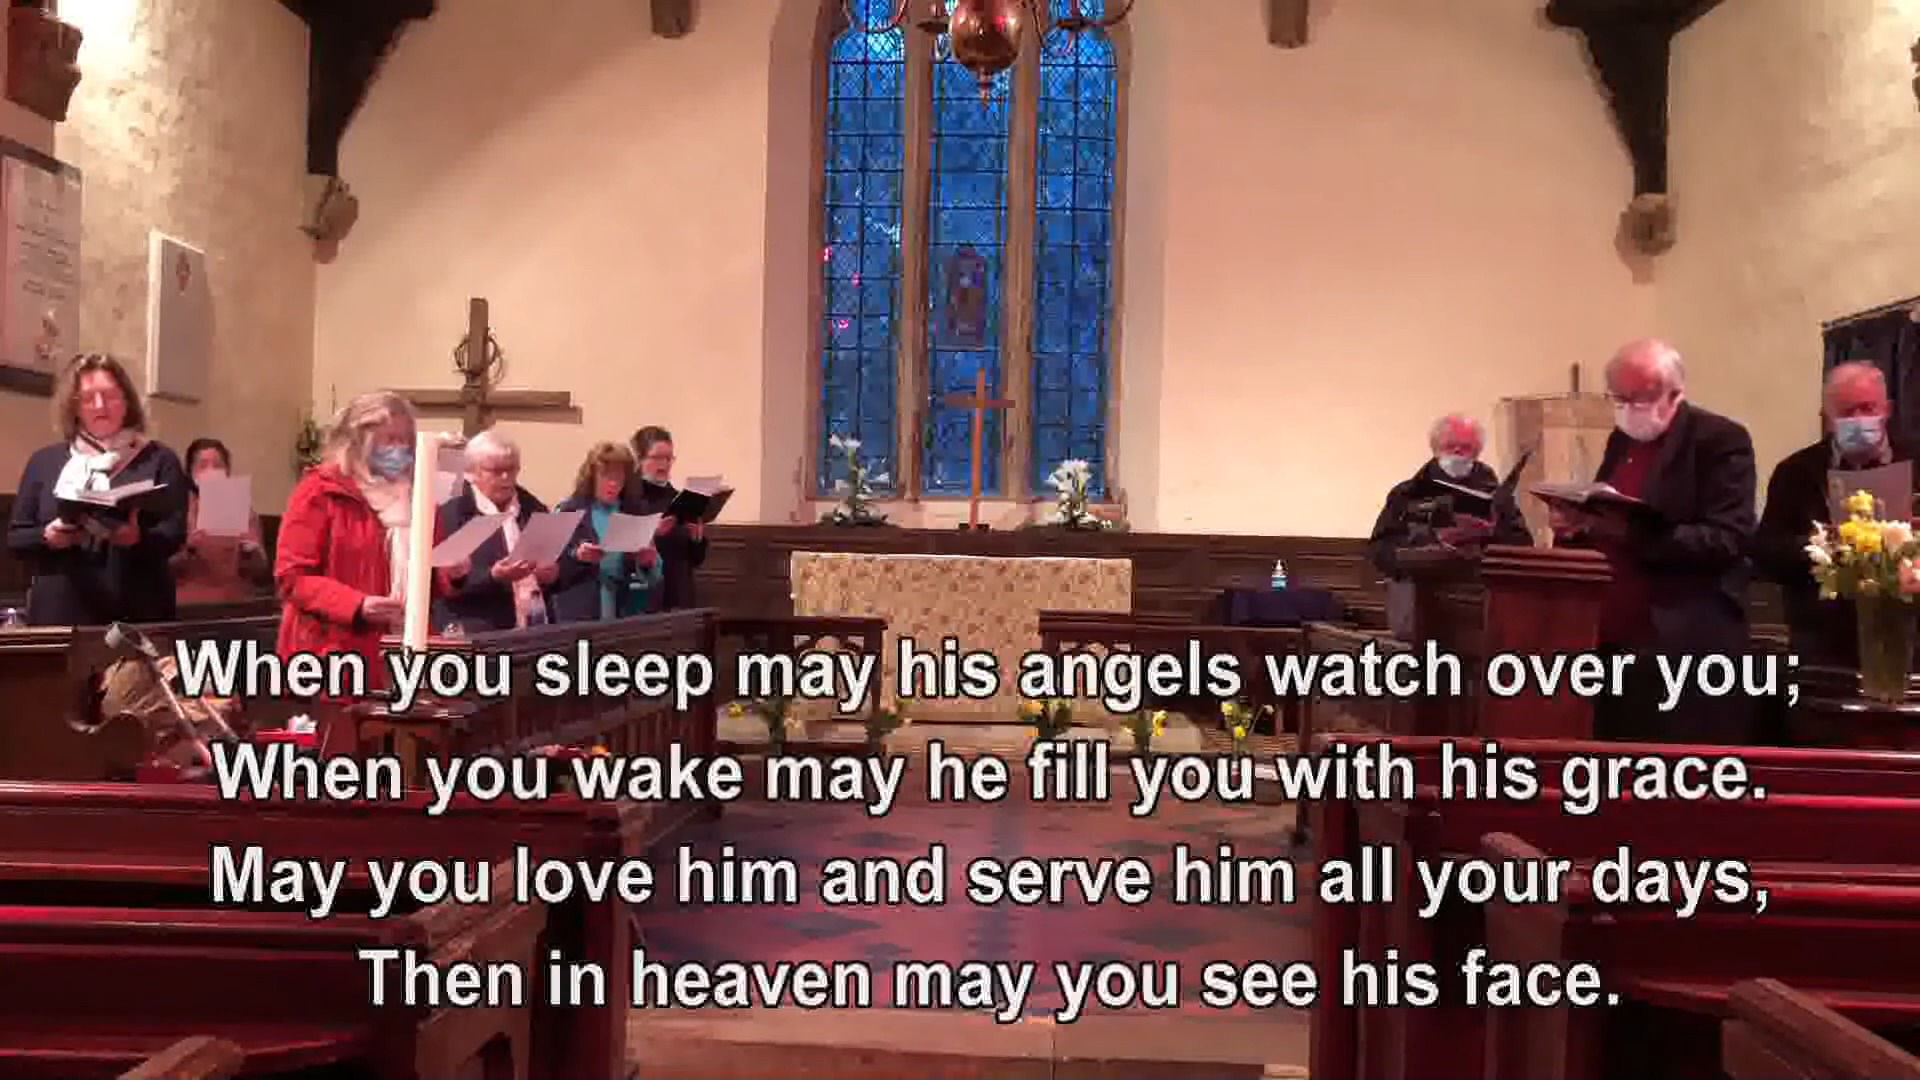 When you sleep may his angels watch over you;
When you wake may he fill you with his grace.
May you love him and serve him all your days,
Then in heaven may you see his face.